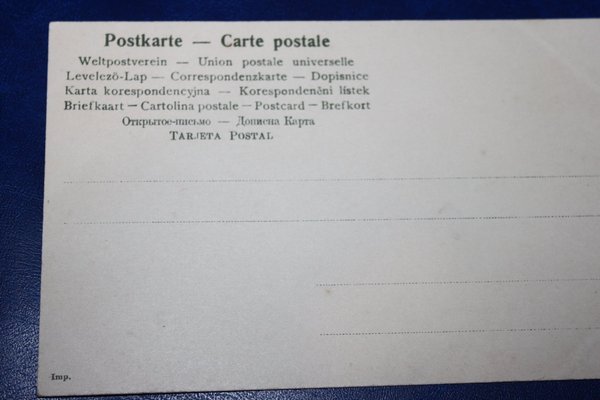 Postkarte — Carte postale
Weltpostverein — Union postale universelle
Levelező-Lap — Correspondenzkarte — Dopisnice
Karta korespondencyjna — Korespondenční lístek
Briefkaart — Cartolina postale — Postcard — Brefkort
Открытое-письмо — Дописна Карта
TARJETA POSTAL
Imp.